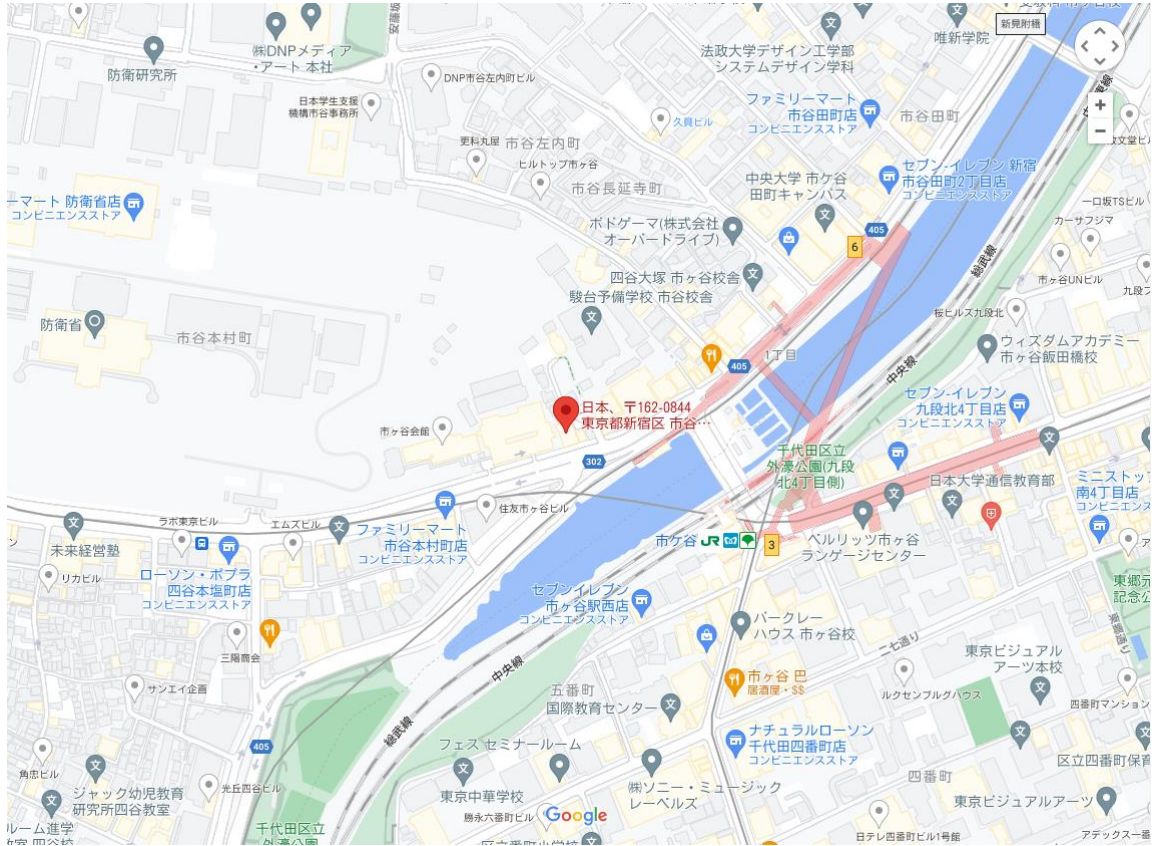 ㈱DNPメディア
・アート 本社
安藤坂
防衛研究所
DNP市谷左内町ビル
日本学生支援
機構市谷事務所
更科丸屋
市谷左内町
ヒルトップ市ヶ谷
市谷長延寺町
久貝ビル
法政大学デザイン工学部
システムデザイン学科
唯新学院
新見附橋
ファミリーマート
市谷田町店
コンビニエンスストア
市谷田町
セブン-イレブン 新宿
市谷田町2丁目店
コンビニエンスストア
中央大学 市ケ谷
田町キャンパス
ーマート 防衛省店
コンビニエンスストア
ボドゲーマ(株式会社
オーバードライブ)
405
6
四谷大塚 市ヶ谷校舎
駿台予備学校 市谷校舎
総武線
一口坂TSビル
カーサフジマ
市ヶ谷UNビル
九段フ
桜ビルス九段北
防衛省
市谷本村町
1丁目
405
中央線
ウィズダムアカデミー
市ヶ谷飯田橋校
セブン-イレブン
九段北4丁目店
コンビニエンスストア
日本、〒162-0844
東京都新宿区 市谷…
市ヶ谷会館
302
千代田区立
外濠公園(九段
北4丁目側)
日本大学通信教育部
ミニストップ
南4丁目店
コンビニエンスストア
住友市ヶ谷ビル
ラボ東京ビル
エムズビル
ファミリーマート
市谷本村町店
コンビニエンスストア
未来経営塾
リカビル
ローソン・ポプラ
四谷本塩町店
コンビニエンスストア
市ケ谷 JR
3
ベルリッツ市ヶ谷
ランゲージセンター
セブンイレブン
市ヶ谷駅西店
コンビニエンスストア
東郷元
記念公
東郷通り
パークレー
ハウス 市ヶ谷校
二七通り
東京ビジュアル
アーツ本校
三陽商会
サンエイ企画
中央線
総武線
五番町
国際教育センター
市ヶ谷 巴
居酒屋・$$
ルクセンブルグハウス
四番町マンション
405
フェス セミナールーム
ナチュラルローソン
千代田四番町店
コンビニエンスストア
四番町
区立四番町保育
角忠ビル
ジャック幼児教育
研究所四谷教室
光丘四谷ビル
東京中華学校
㈱ソニー・ミュージック
レーベルズ
東京ビジュアルアーツ
勝永六番町ビル
Google
ルーム進学
千代田区立
外濠公園
日テレ四番町ビル1号館
アデックス一番